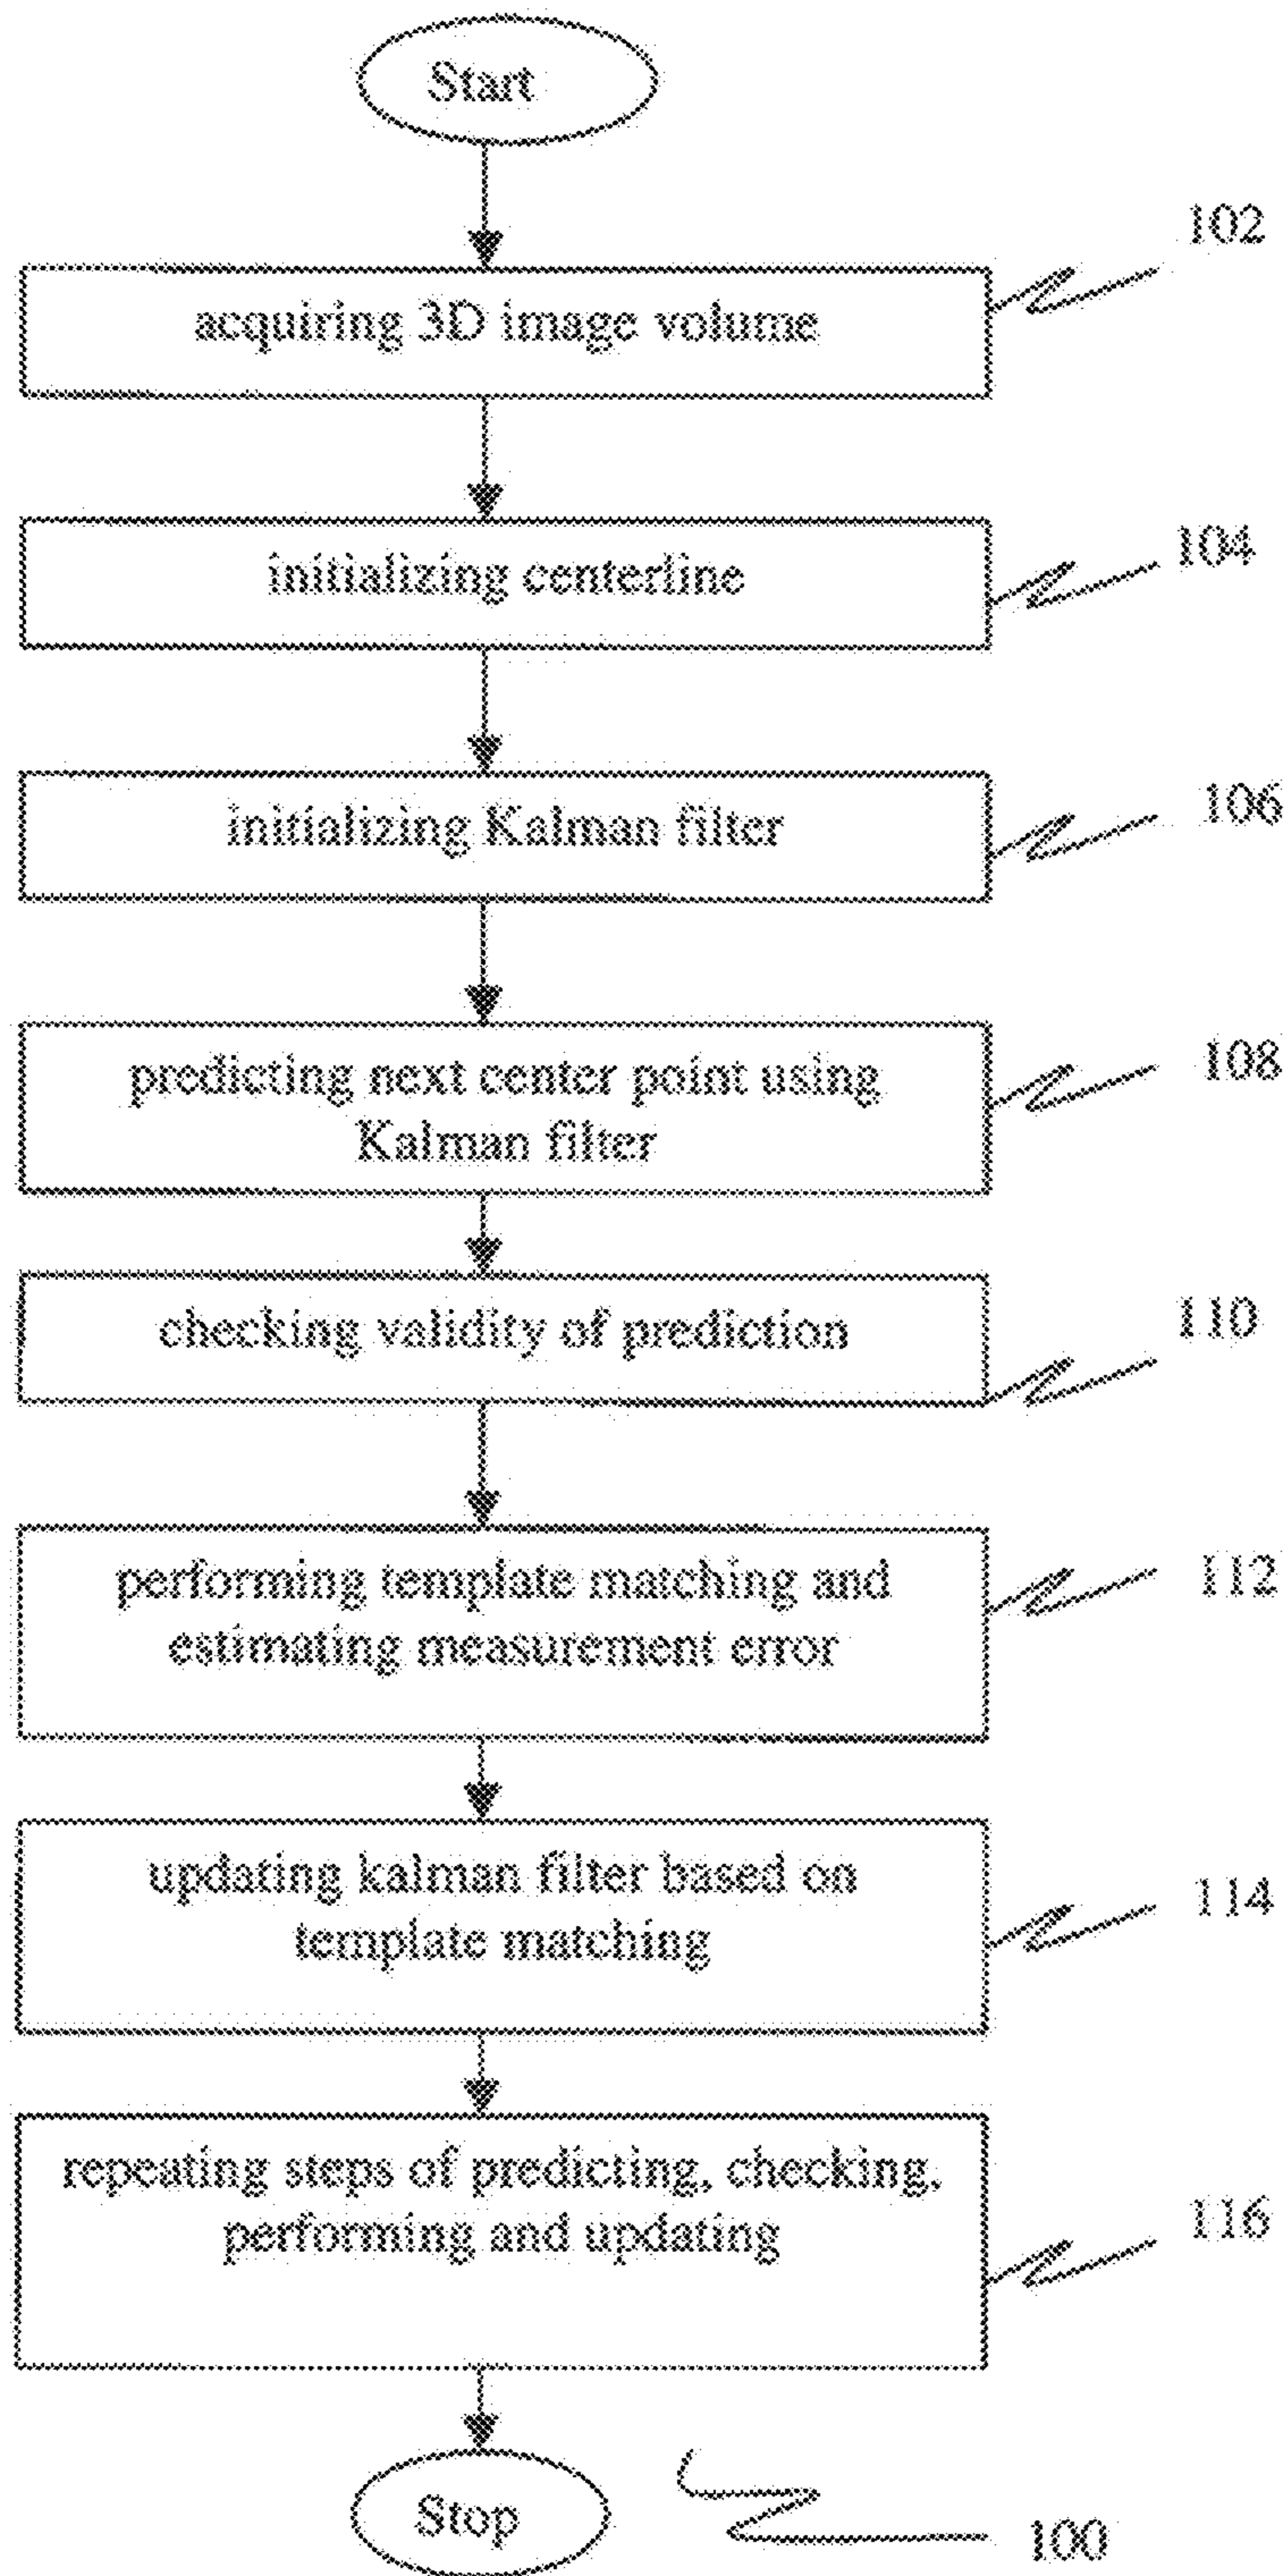 Start
102
acquiring 3D image volume
104
initializing centerline
106
initializing Kalman filter
108
predicting next center point using
Kalman filter
110
checking validity of prediction
112
performing template matching and
estimating measurement error
114
updating kalman filter based on
template matching
116
repeating steps of predicting, checking,
performing and updating
Stop
100